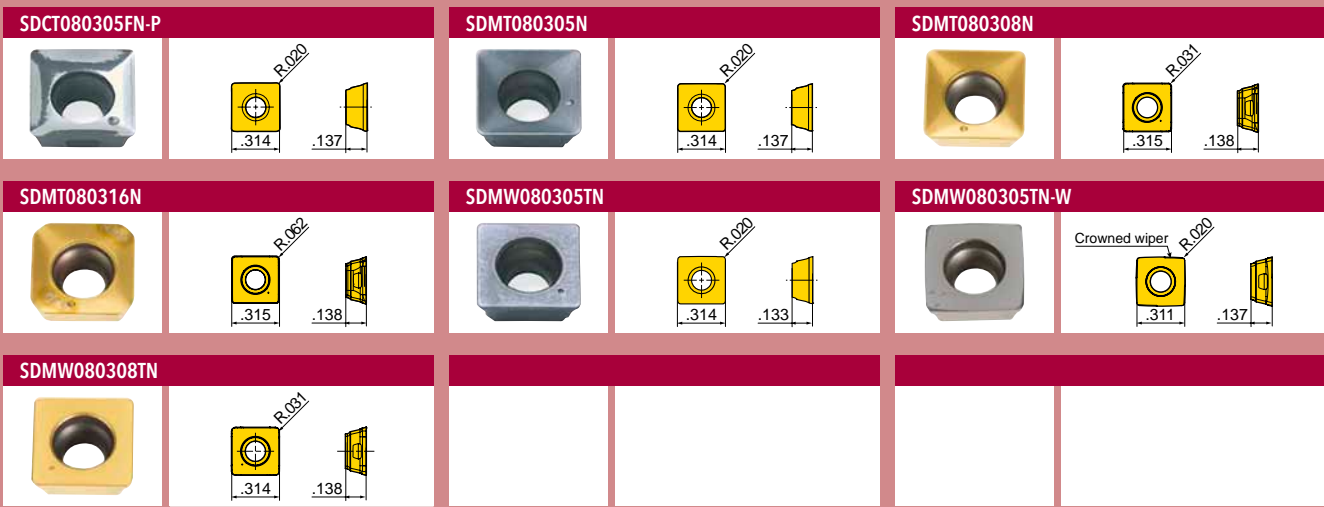 SDCT080305FN-P
R.020
.314
.137
SDMT080305N
R.020
.314
.137
SDMT080308N
R.031
.315
.138
SDMT080316N
R.062
.315
.138
SDMW080305TN
R.020
.314
.133
SDMW080305TN-W
Crowned wiper
R.020
.311
.137
SDMW080308TN
R.031
.314
.138